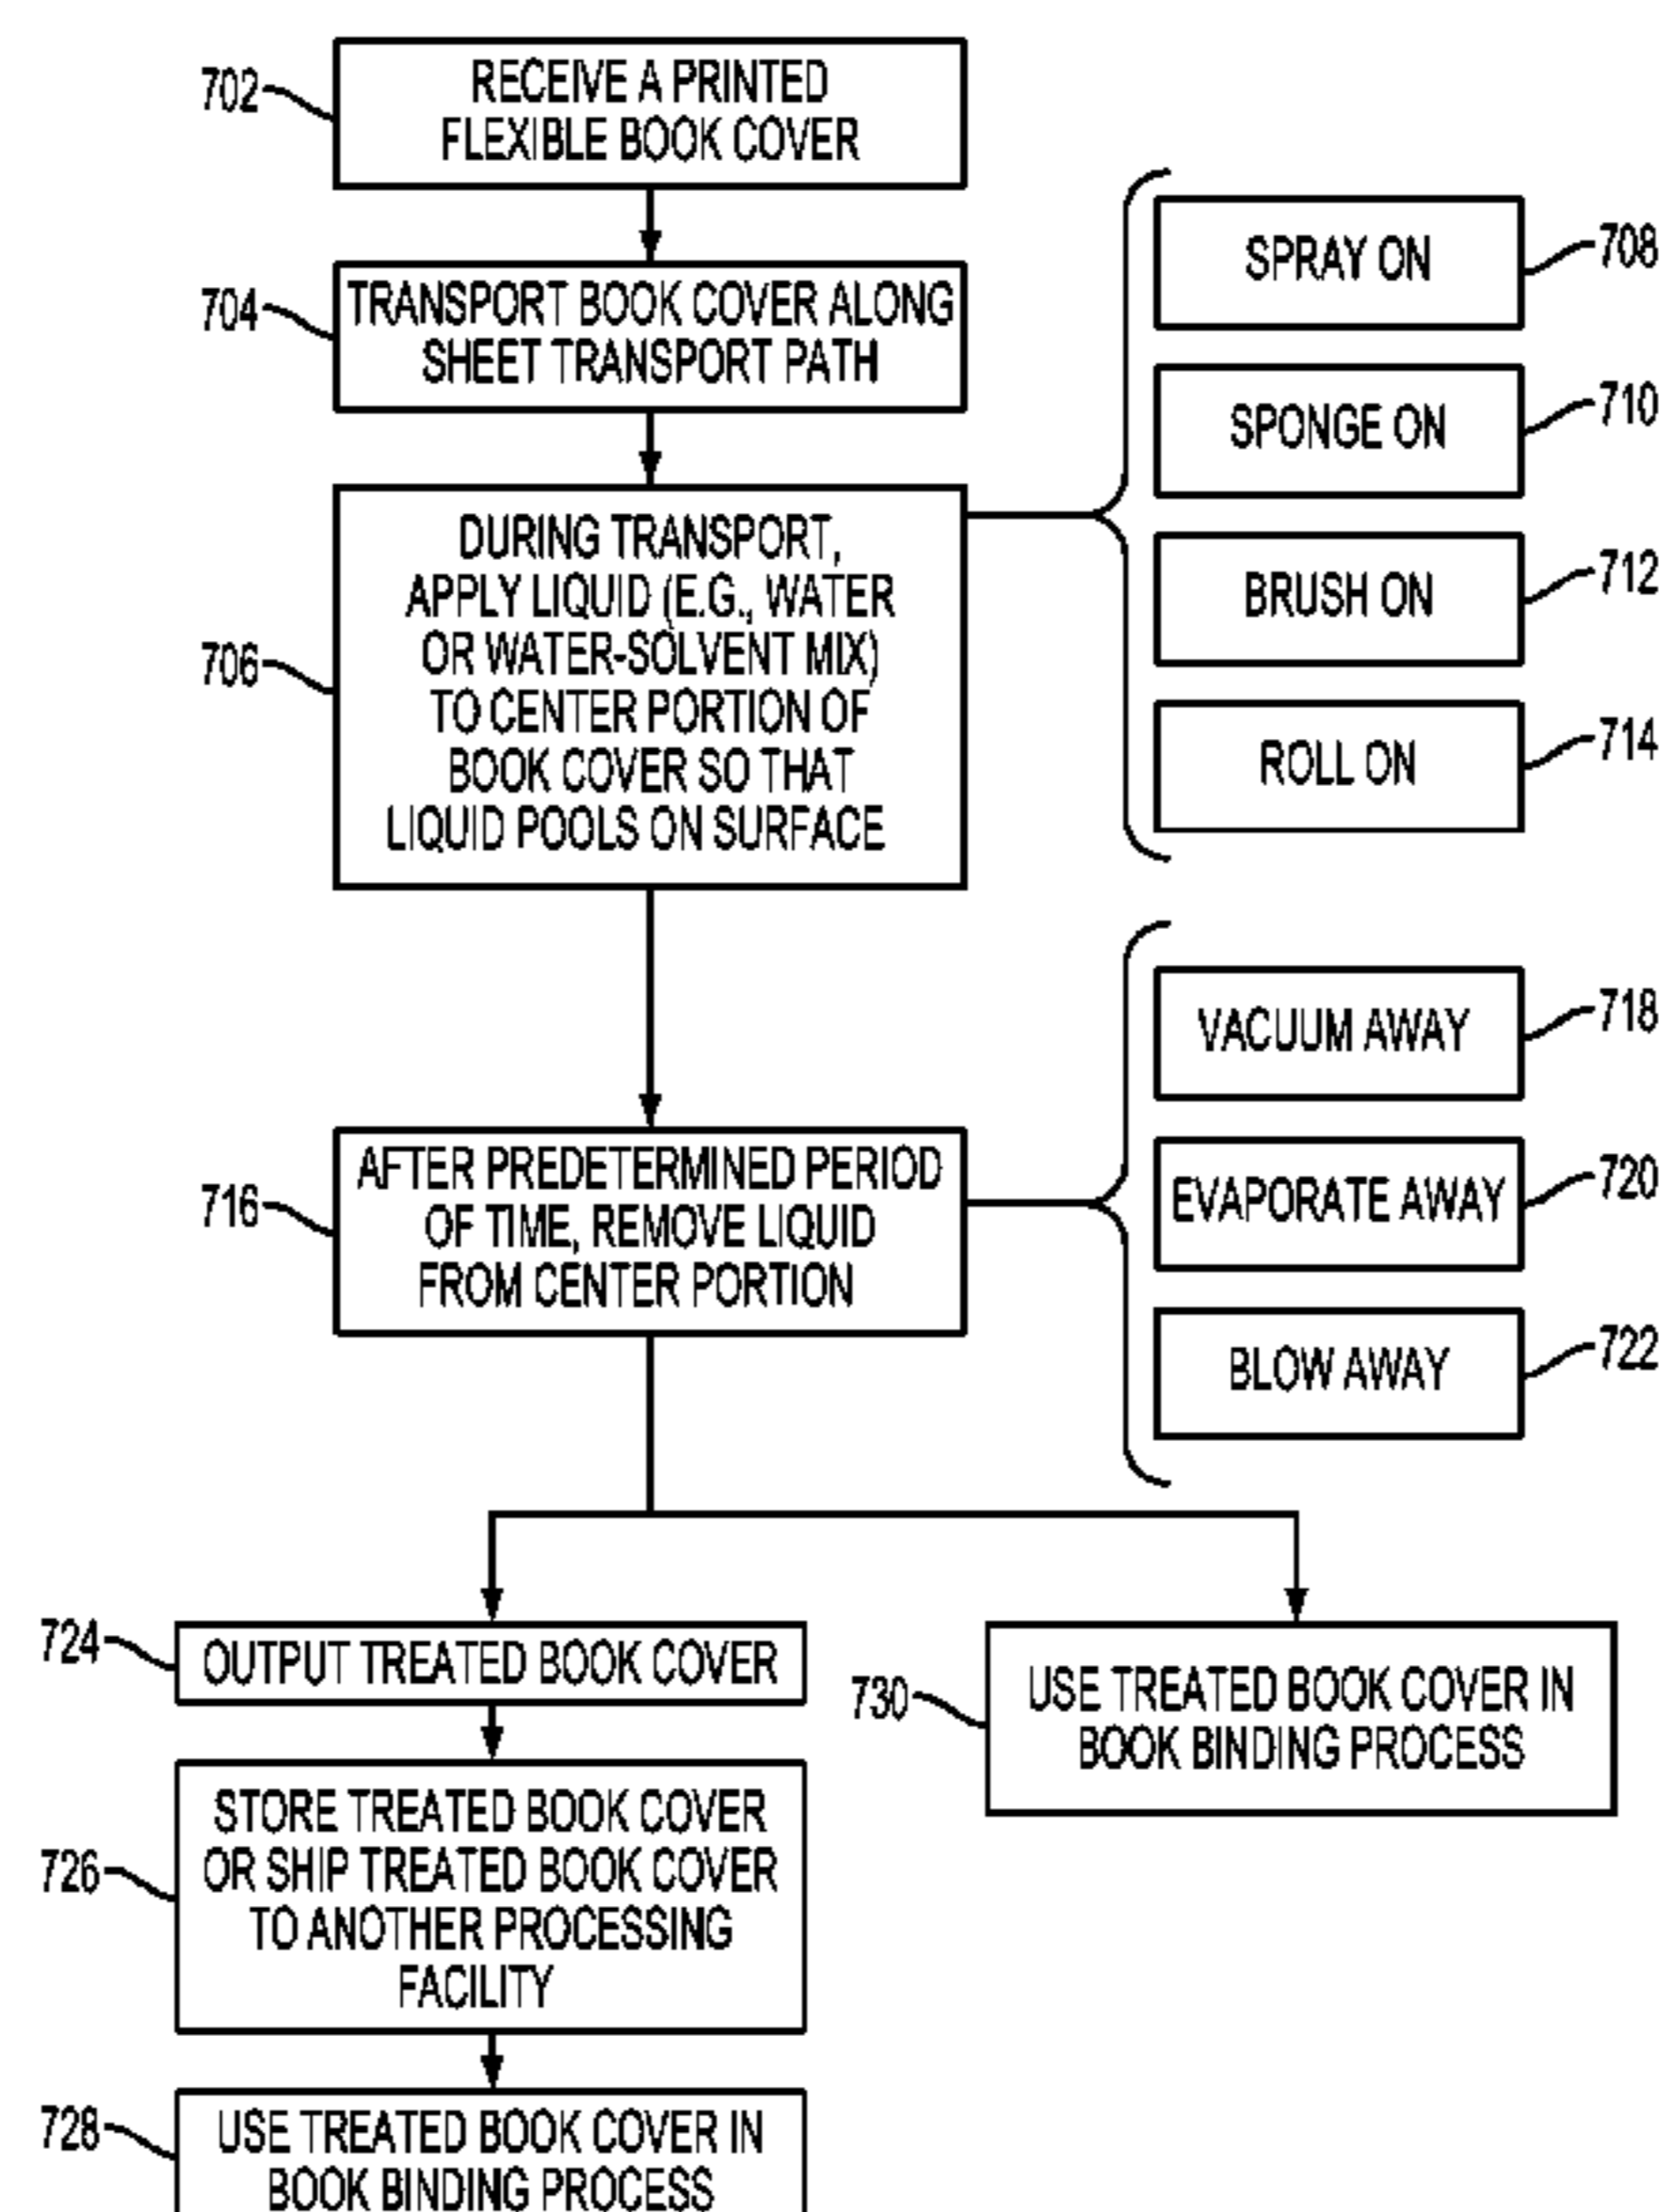 702
RECEIVE A PRINTED
FLEXIBLE BOOK COVER
704
TRANSPORT BOOK COVER ALONG
SHEET TRANSPORT PATH
706
DURING TRANSPORT,
APPLY LIQUID (E.G., WATER
OR WATER-SOLVENT MIX)
TO CENTER PORTION OF
BOOK COVER SO THAT
LIQUID POOLS ON SURFACE
SPRAY ON
708
SPONGE ON
710
BRUSH ON
712
ROLL ON
714
716
AFTER PREDETERMINED PERIOD
OF TIME, REMOVE LIQUID
FROM CENTER PORTION
VACUUM AWAY
718
EVAPORATE AWAY
720
BLOW AWAY
722
724
OUTPUT TREATED BOOK COVER
726
STORE TREATED BOOK COVER
OR SHIP TREATED BOOK COVER
TO ANOTHER PROCESSING
FACILITY
728
USE TREATED BOOK COVER IN
BOOK BINDING PROCESS
730
USE TREATED BOOK COVER IN
BOOK BINDING PROCESS